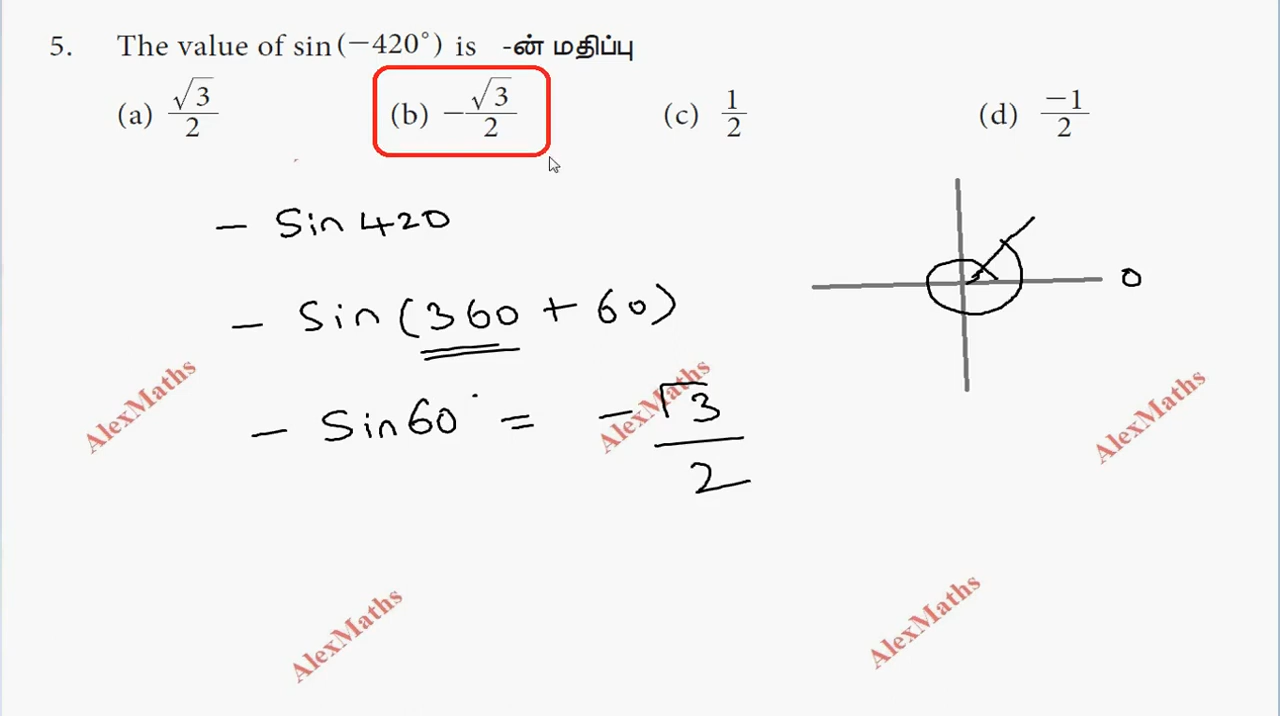 5. The value of sin(−420°) is -ன் மதிப்பு
(a) √3/2 (b) −√3/2 (c) 1/2 (d) −1/2
− Sin 420
− Sin (360 + 60)
− Sin 60° = − √3/2
0
AlexMaths
AlexMaths
AlexMaths
AlexMaths
AlexMaths